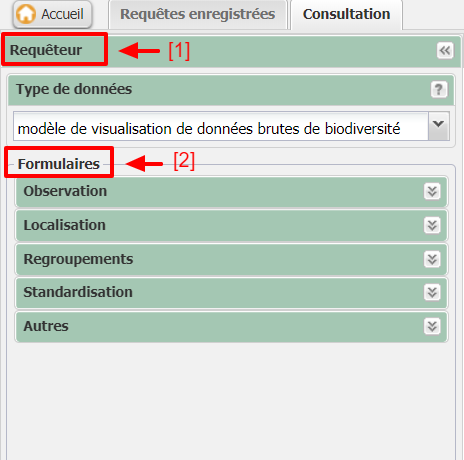 Accueil Requêtes enregistrées Consultation
Requêteur [1]
Type de données ?
modèle de visualisation de données brutes de biodiversité
Formulaires [2]
Observation
Localisation
Regroupements
Standardisation
Autres